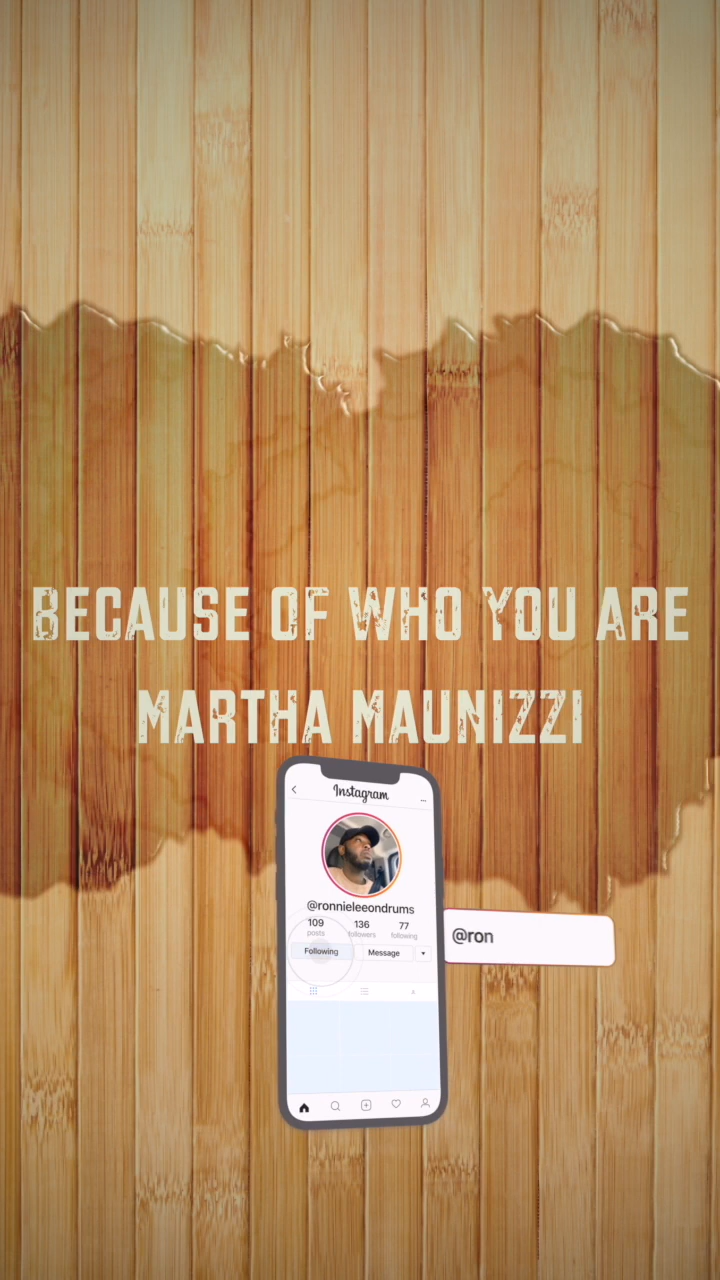 BECAUSE OF WHO YOU ARE
MARTHA MAUNIZZI
Instagram
@ronnieleeondrums
109 136 77
posts followers following
Following Message
@ron